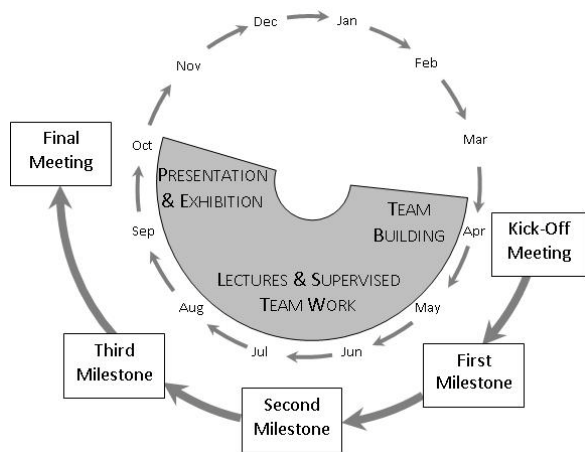 Dec
Jan
Nov
Feb
Final
Meeting
Oct
Mar
PRESENTATION
& EXHIBITION
TEAM
BUILDING
Sep
Apr
Kick-Off
Meeting
LECTURES & SUPERVISED
TEAM WORK
Aug
May
Jul
Jun
Third
Milestone
First
Milestone
Second
Milestone